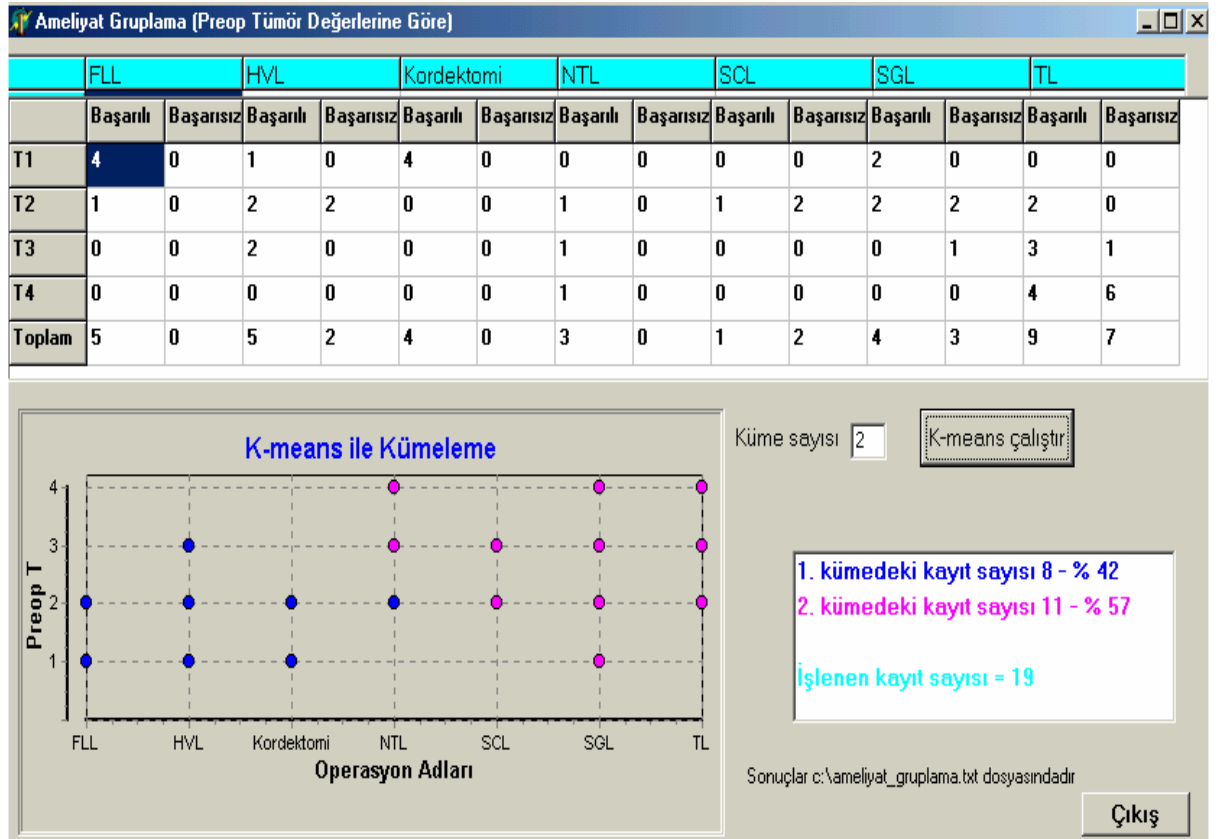 Ameliyat Gruplama (Preop Tümör Değerlerine Göre)
FLL HVL Kordektomi NTL SCL SGL TL
Başarılı Başarısız Başarılı Başarısız Başarılı Başarısız Başarılı Başarısız Başarılı Başarısız Başarılı Başarısız Başarılı Başarısız
T1 4 0 1 0 4 0 0 0 0 0 2 0 0 0
T2 1 0 2 2 0 0 1 0 1 2 2 2 2 0
T3 0 0 2 0 0 0 1 0 0 0 0 1 3 1
T4 0 0 0 0 0 0 1 0 0 0 0 0 4 6
Toplam 5 0 5 2 4 0 3 0 1 2 4 3 9 7
K-means ile Kümeleme
4
3
2
1
Preop T
FLL HVL Kordektomi NTL SCL SGL TL
Operasyon Adları
Küme sayısı 2 K-means çalıştır
1. kümedeki kayıt sayısı 8 - % 42
2. kümedeki kayıt sayısı 11 - % 57
İşlenen kayıt sayısı = 19
Sonuçlar c:\ameliyat_gruplama.txt dosyasındadır
Çıkış